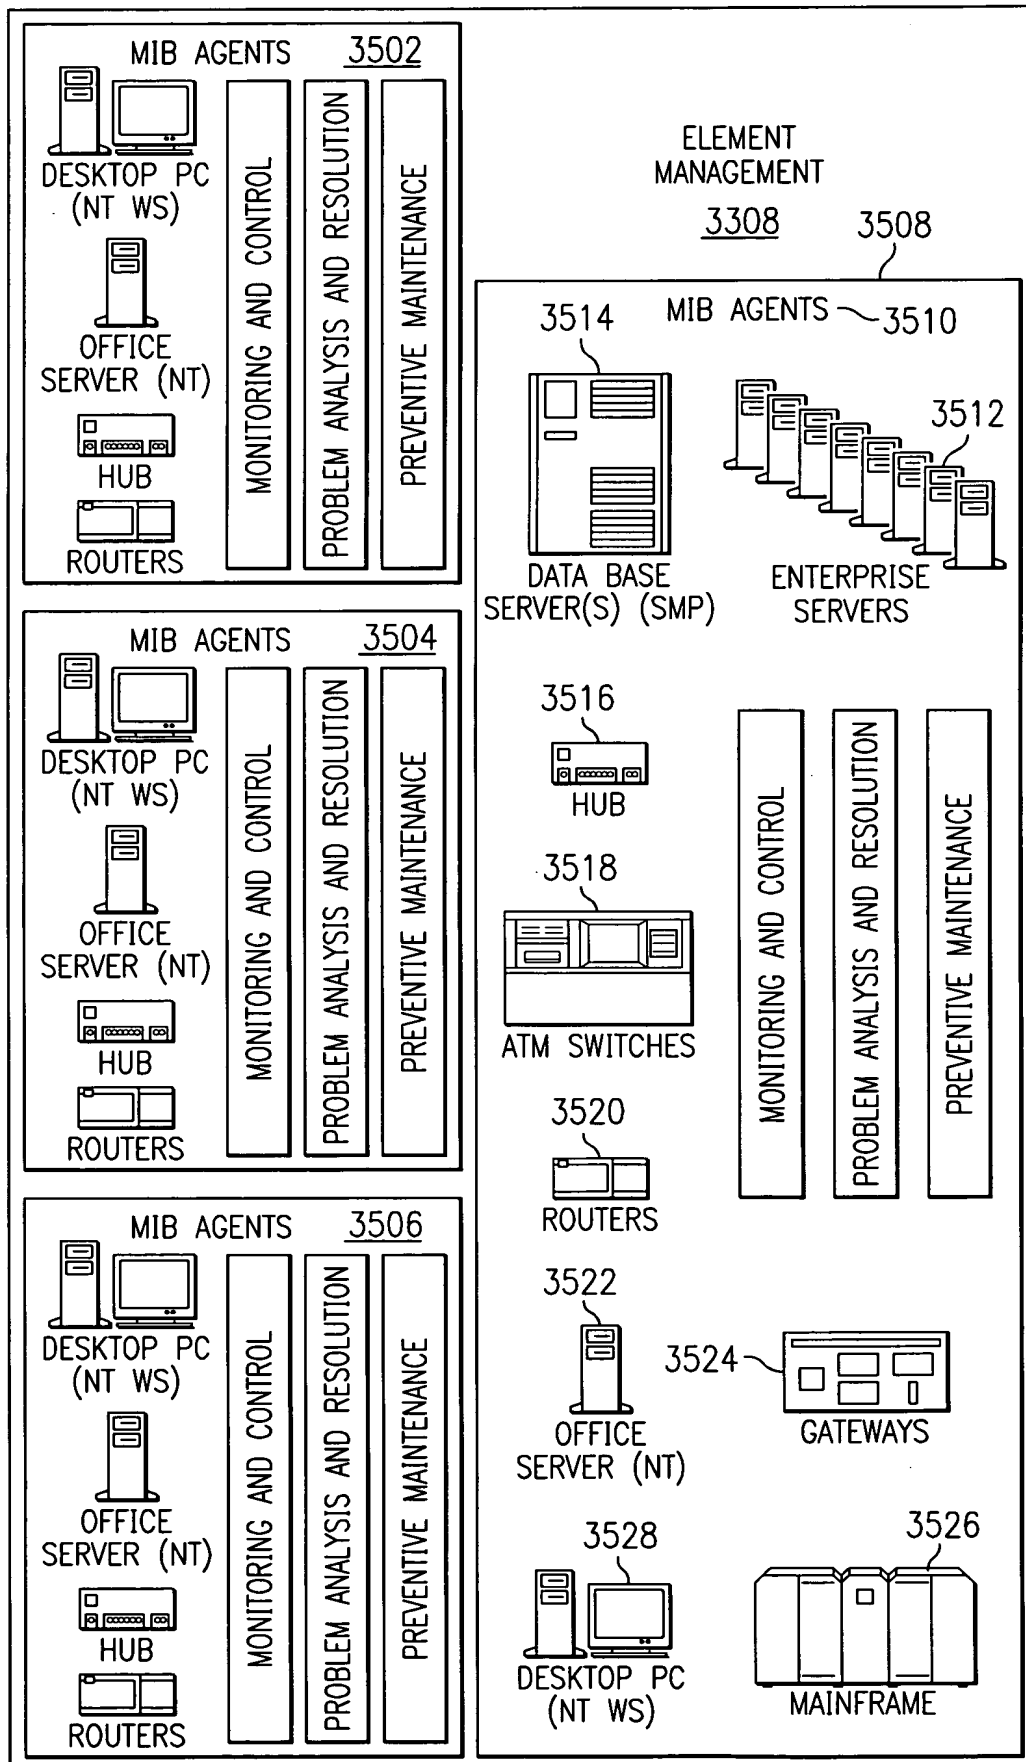 MIB AGENTS 3502
DESKTOP PC
(NT WS)
OFFICE
SERVER (NT)
HUB
ROUTERS
MONITORING AND CONTROL
PROBLEM ANALYSIS AND RESOLUTION
PREVENTIVE MAINTENANCE
MIB AGENTS 3504
DESKTOP PC
(NT WS)
OFFICE
SERVER (NT)
HUB
ROUTERS
MONITORING AND CONTROL
PROBLEM ANALYSIS AND RESOLUTION
PREVENTIVE MAINTENANCE
MIB AGENTS 3506
DESKTOP PC
(NT WS)
OFFICE
SERVER (NT)
HUB
ROUTERS
MONITORING AND CONTROL
PROBLEM ANALYSIS AND RESOLUTION
PREVENTIVE MAINTENANCE
ELEMENT
MANAGEMENT
3308
3508
MIB AGENTS 3510
3514
DATA BASE
SERVER(S) (SMP)
3512
ENTERPRISE
SERVERS
3516
HUB
3518
ATM SWITCHES
3520
ROUTERS
MONITORING AND CONTROL
PROBLEM ANALYSIS AND RESOLUTION
PREVENTIVE MAINTENANCE
3522
OFFICE
SERVER (NT)
3524
GATEWAYS
3528
DESKTOP PC
(NT WS)
3526
MAINFRAME